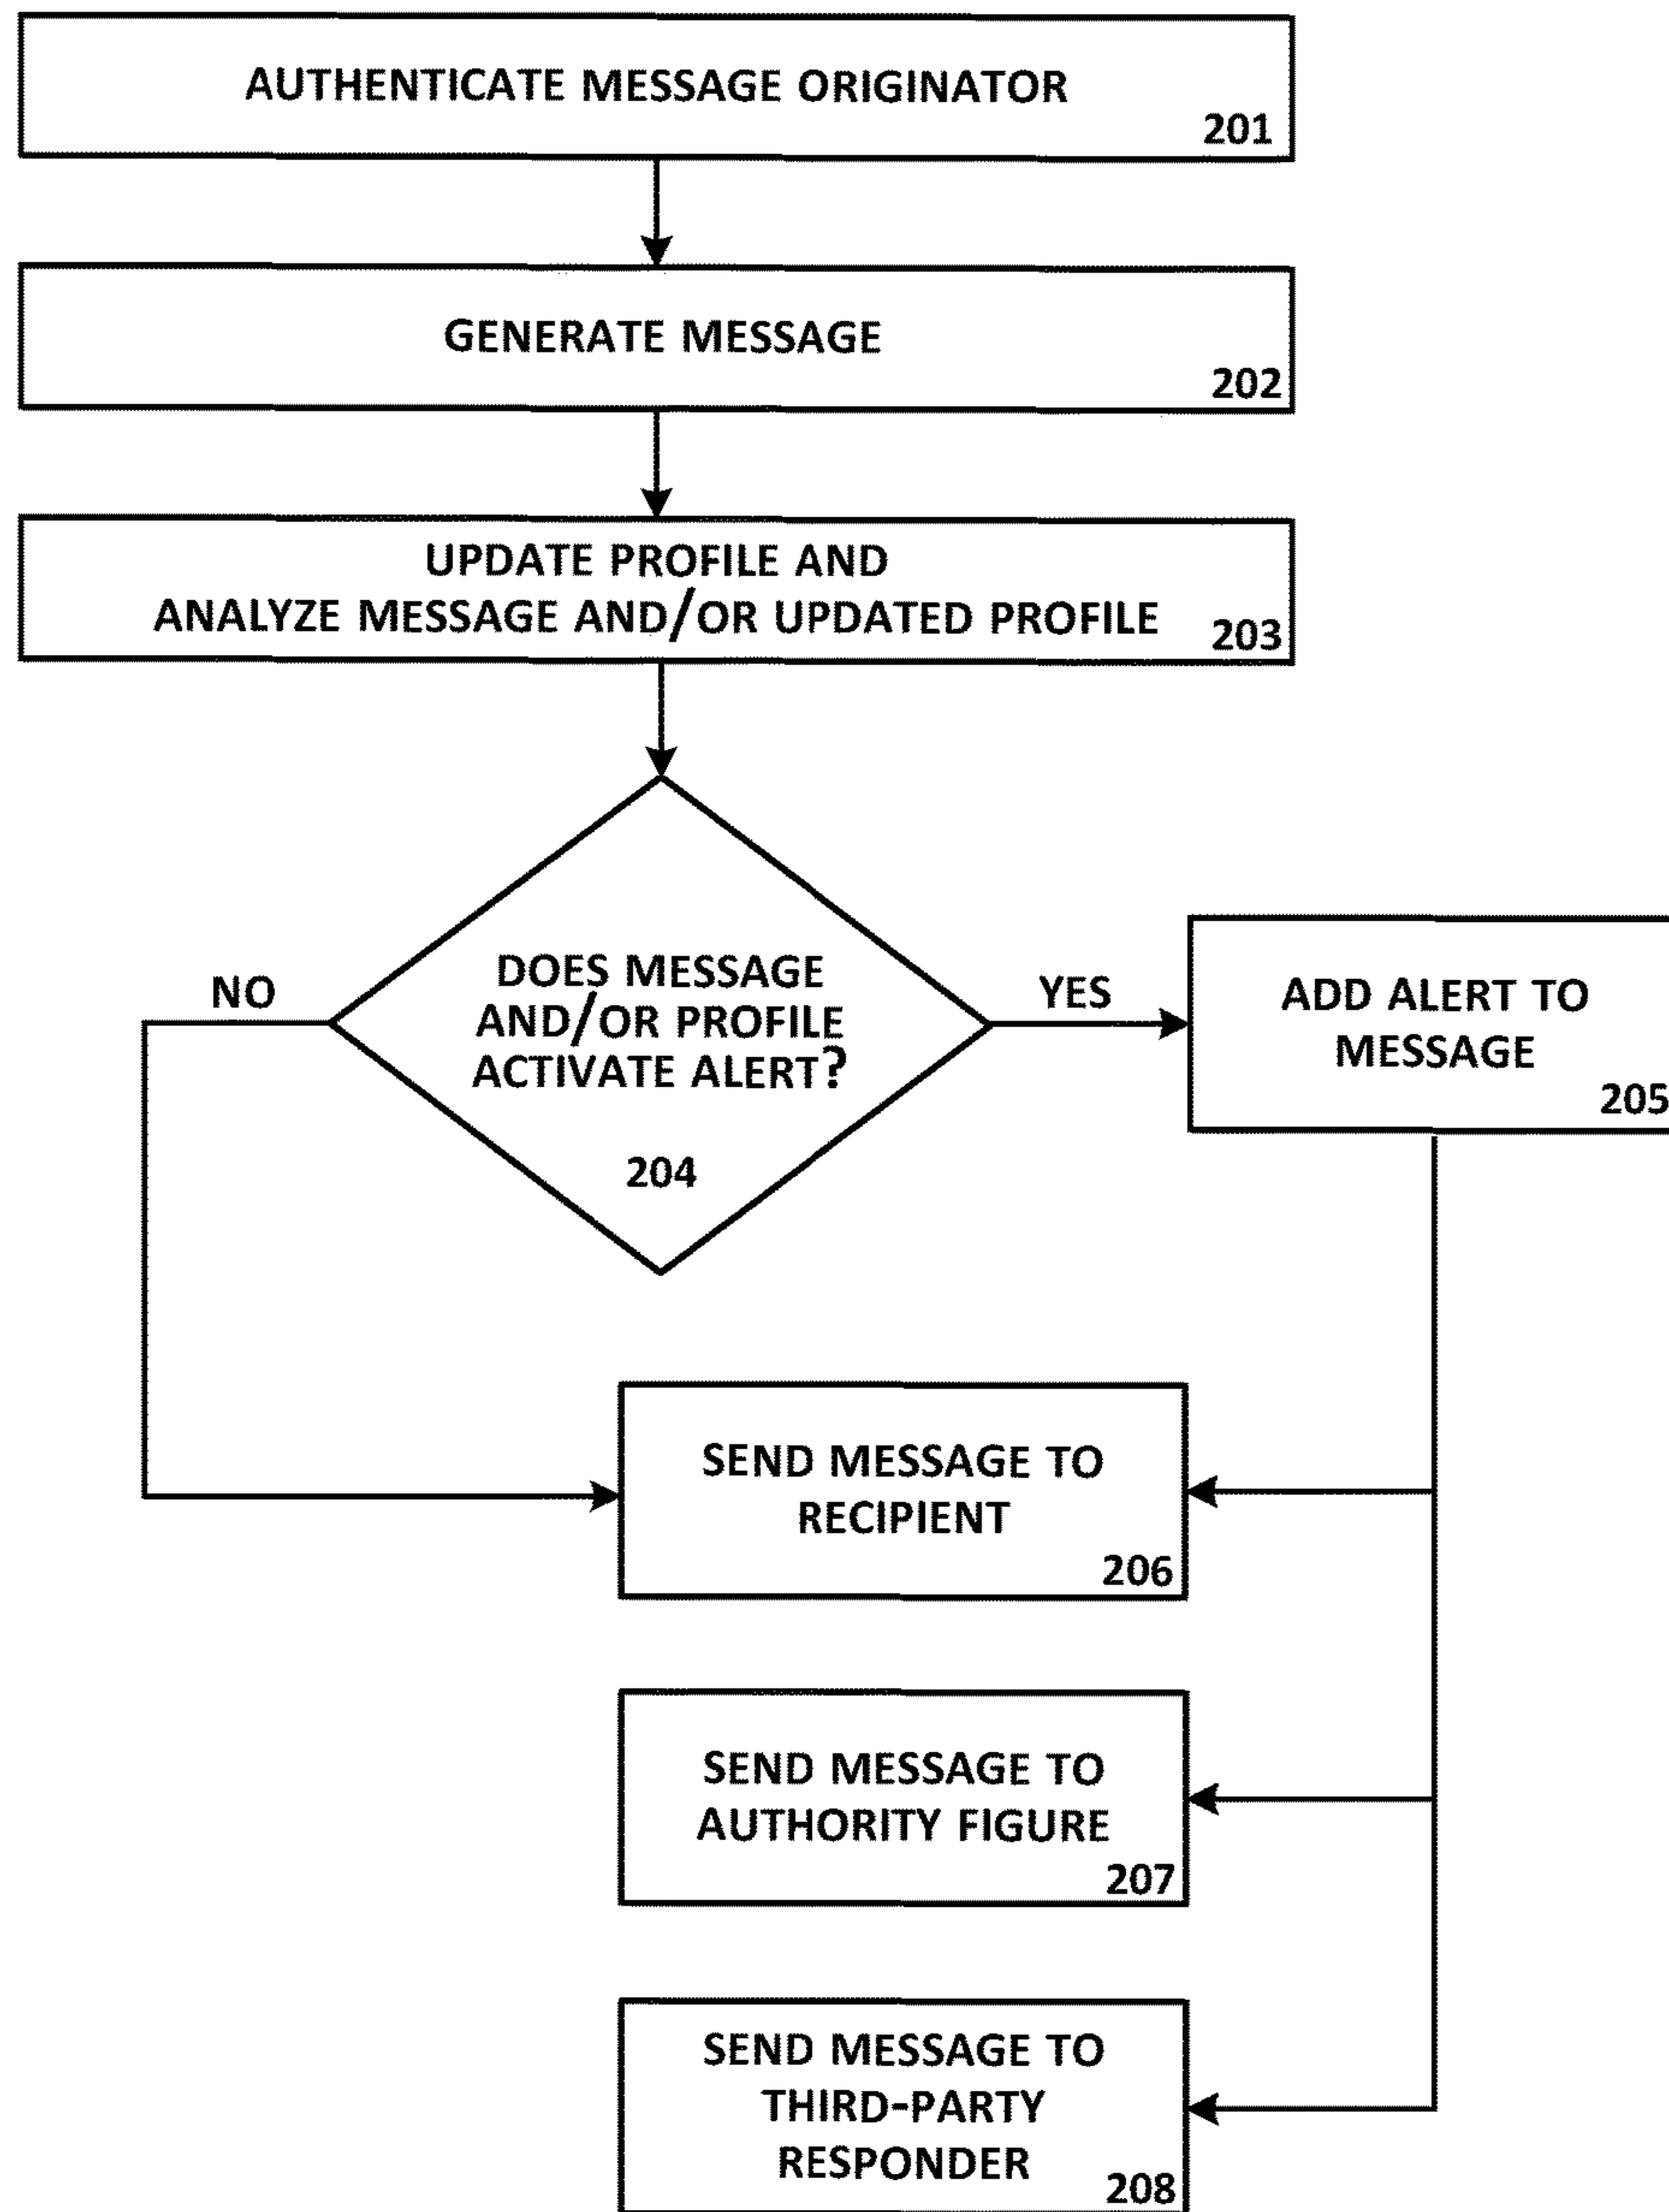 AUTHENTICATE MESSAGE ORIGINATOR
201
GENERATE MESSAGE
202
UPDATE PROFILE AND
ANALYZE MESSAGE AND/OR UPDATED PROFILE
203
DOES MESSAGE
AND/OR PROFILE
ACTIVATE ALERT?
204
NO
YES
ADD ALERT TO
MESSAGE
205
SEND MESSAGE TO
RECIPIENT
206
SEND MESSAGE TO
AUTHORITY FIGURE
207
SEND MESSAGE TO
THIRD-PARTY
RESPONDER
208